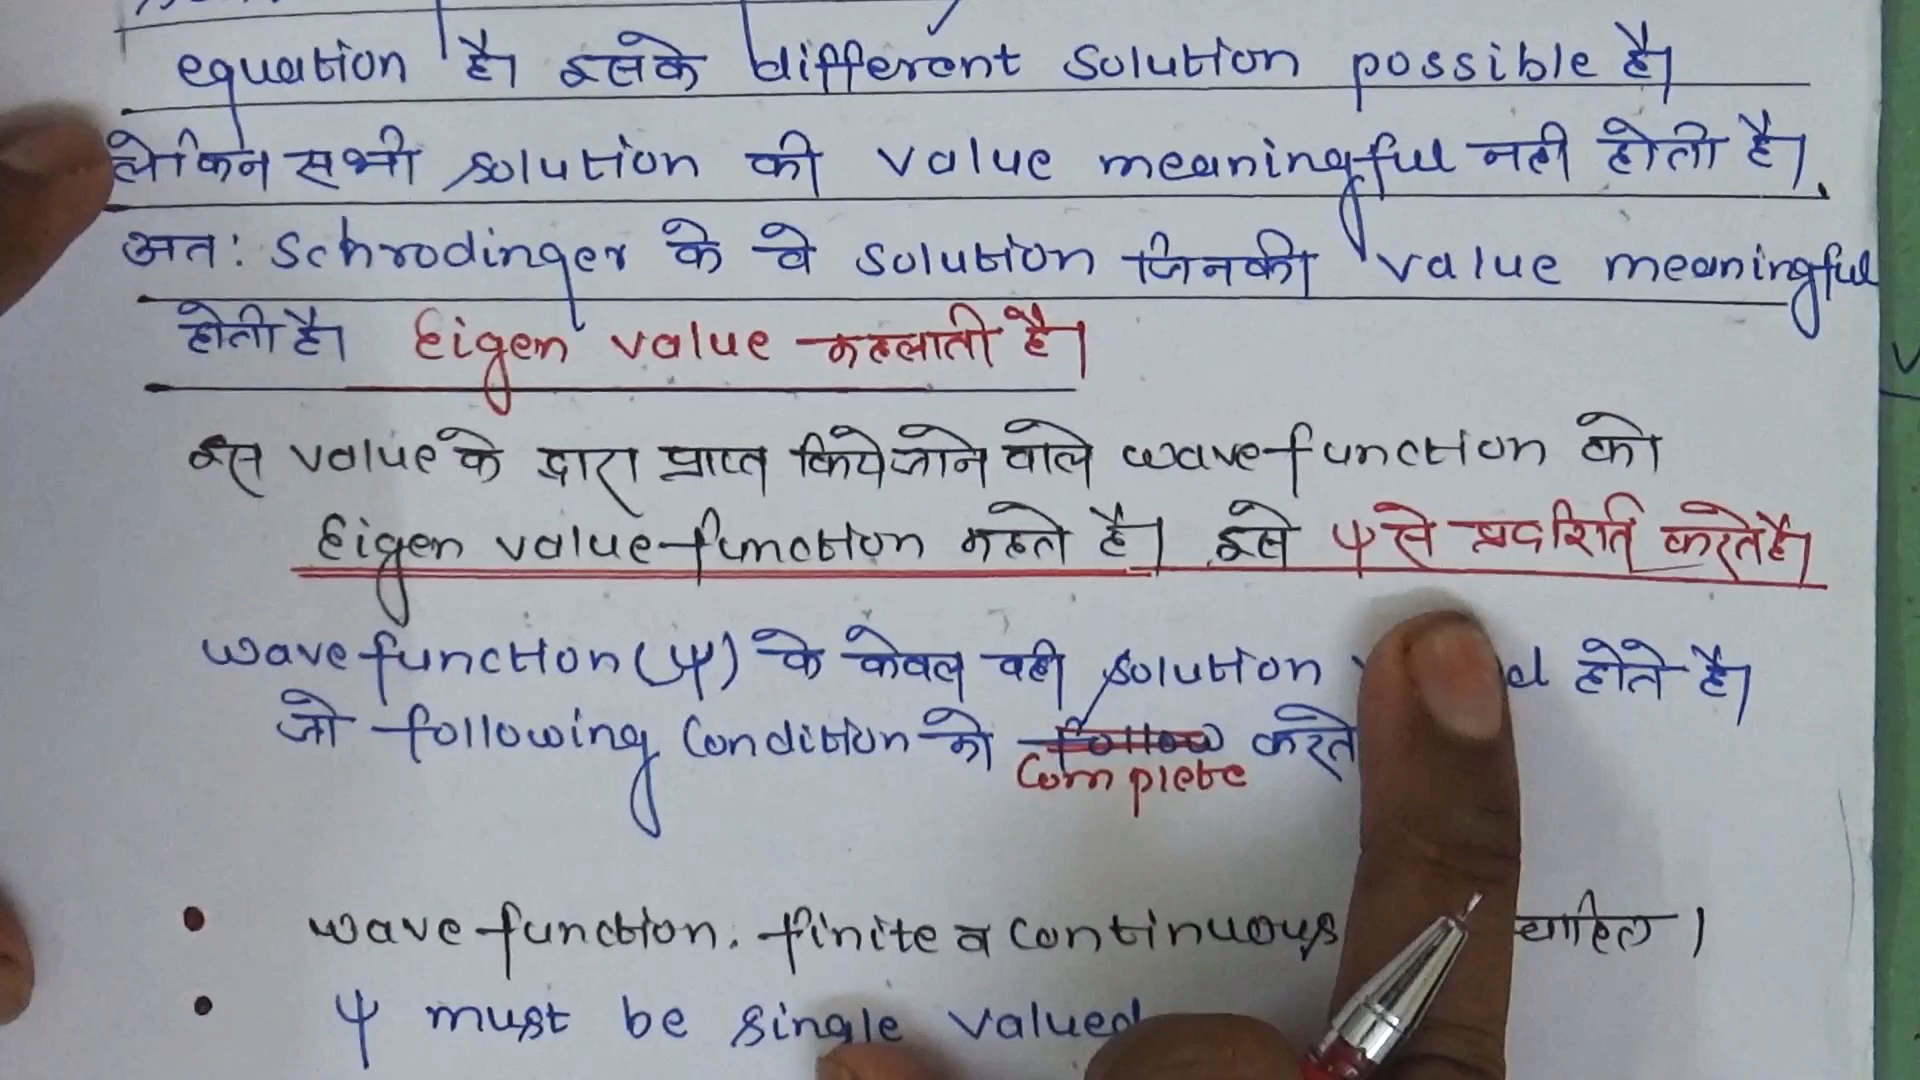 equation है। इसके different solution possible है।
लेकिन सभी solution की value meaningful नही होती है।
अत: Schrodinger के वे solution जिनकी value meaningful
होती है। Eigen value कहलाती है।
इस value के द्वारा प्राप्त किये जाने वाले wave function को
Eigen value function कहते है। इसे ψ से प्रदर्शित करते है।
wave function (ψ) के केवल वही solution होते है।
जो following Condition को follow करते
Complete
• wave function. finite व continuous चाहिए।
• ψ must be single valued